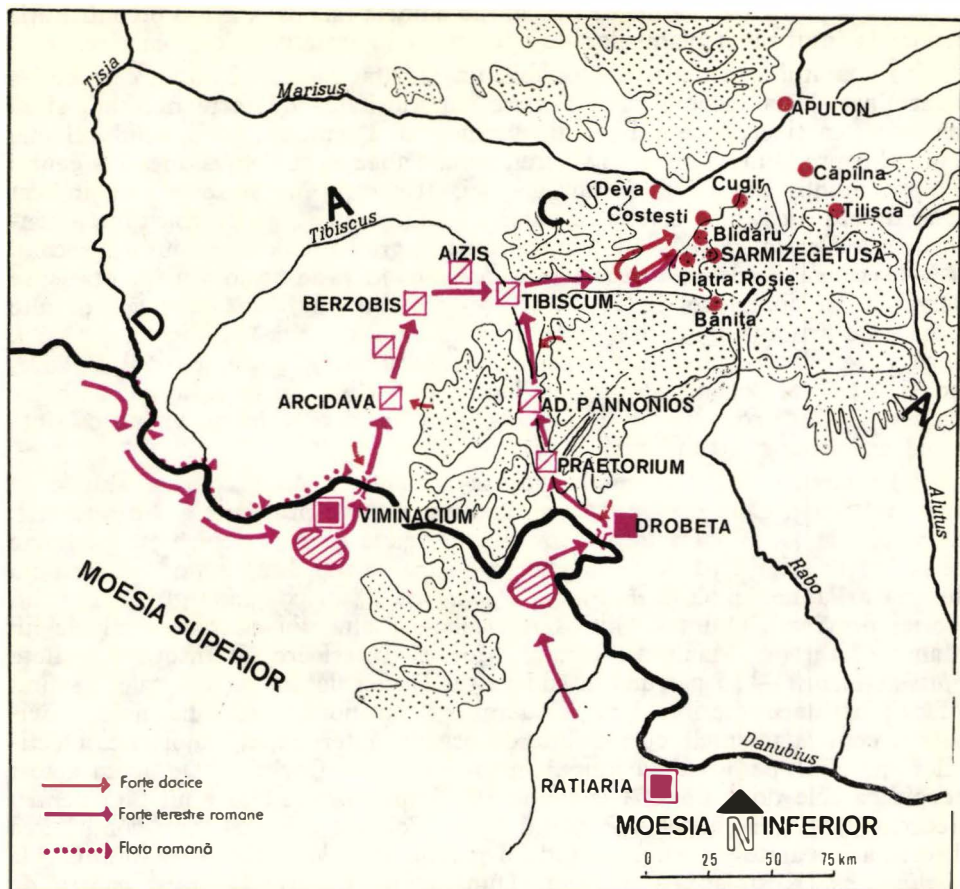 Tisia
Marisus
APULON
Căpîlna
Deva
Cugir
Costești
Tilișca
A
C
Tibiscus
Blidaru
SARMIZEGETUSA
AIZIS
Piatra Roșie
BERZOBIS
TIBISCUM
Bănița
D
ARCIDAVA
AD. PANNONIOS
A
PRAETORIUM
VIMINACIUM
DROBETA
Alutus
Rabo
MOESIA SUPERIOR
Danubius
RATIARIA
MOESIA N INFERIOR
Forțe dacice
Forțe terestre romane
Flota romană
0 25 50 75 km